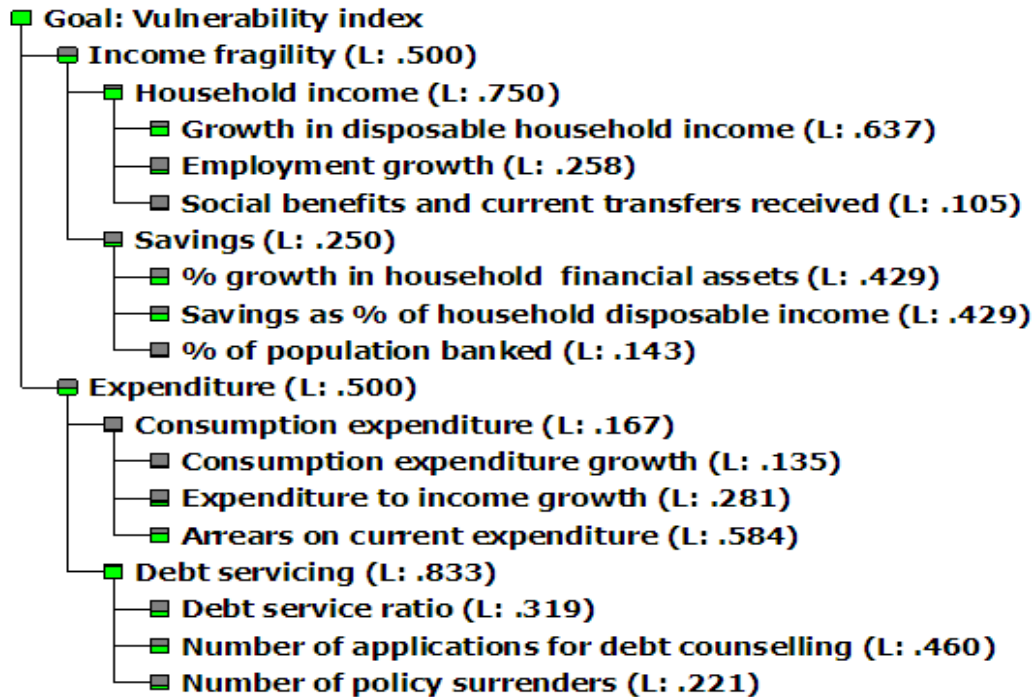 Goal: Vulnerability index
Income fragility (L: .500)
Household income (L: .750)
Growth in disposable household income (L: .637)
Employment growth (L: .258)
Social benefits and current transfers received (L: .105)
Savings (L: .250)
% growth in household financial assets (L: .429)
Savings as % of household disposable income (L: .429)
% of population banked (L: .143)
Expenditure (L: .500)
Consumption expenditure (L: .167)
Consumption expenditure growth (L: .135)
Expenditure to income growth (L: .281)
Arrears on current expenditure (L: .584)
Debt servicing (L: .833)
Debt service ratio (L: .319)
Number of applications for debt counselling (L: .460)
Number of policy surrenders (L: .221)